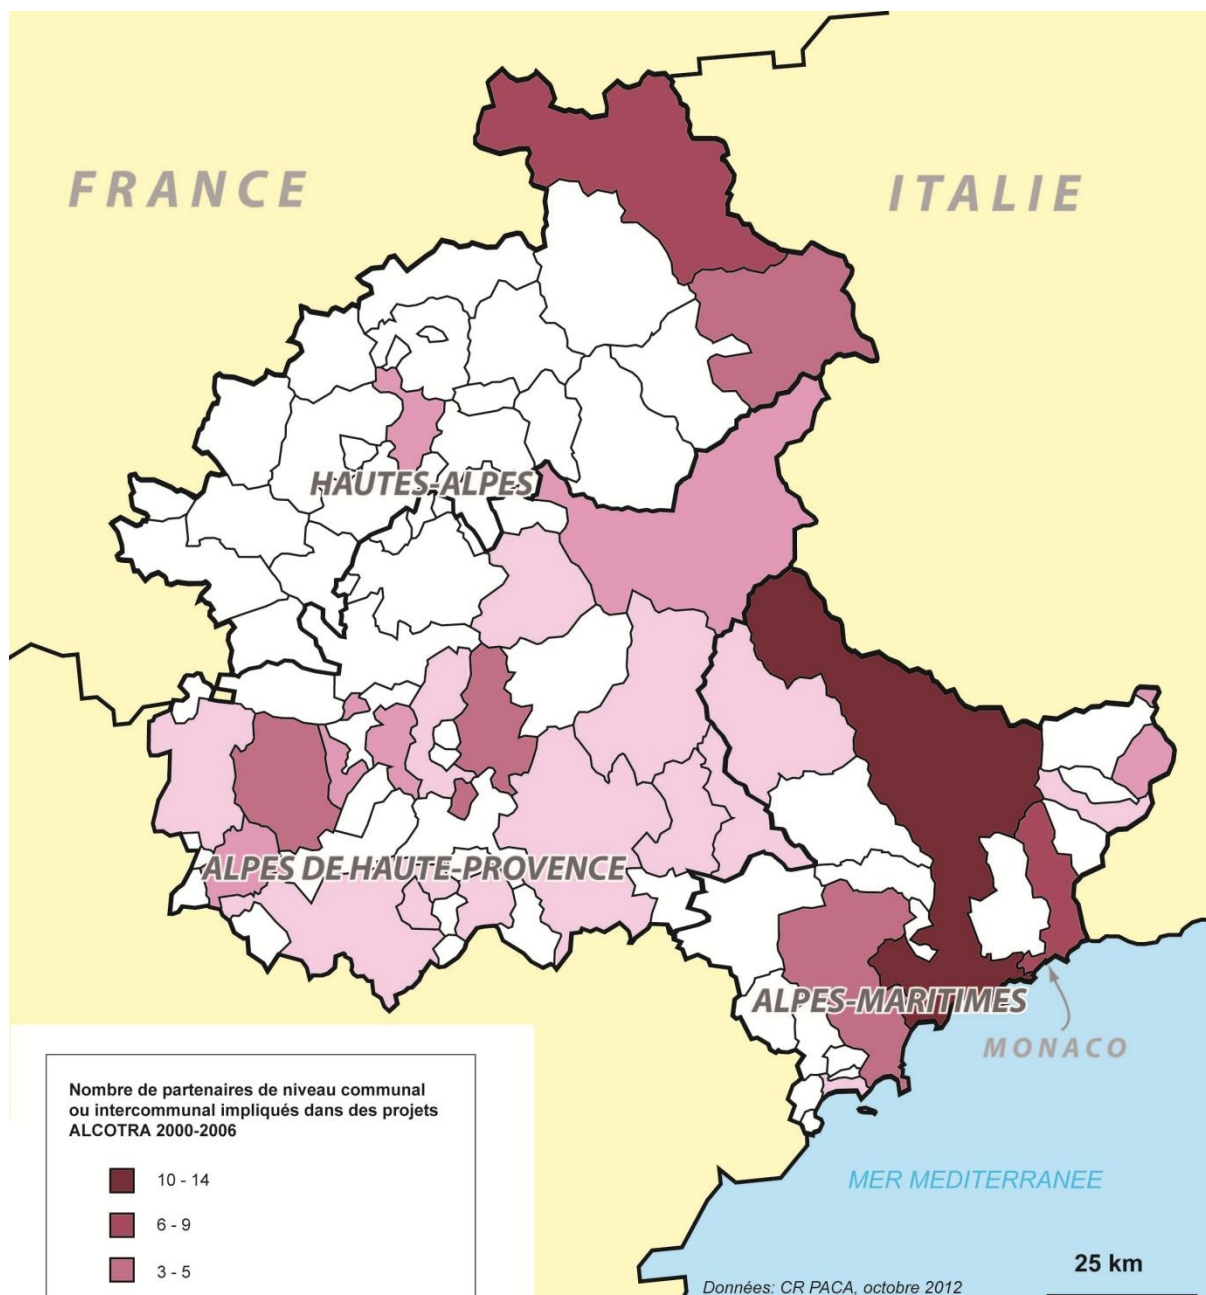 FRANCE
ITALIE
HAUTES-ALPES
ALPES DE HAUTE-PROVENCE
ALPES-MARITIMES
MONACO
Nombre de partenaires de niveau communal
ou intercommunal impliqués dans des projets
ALCOTRA 2000-2006
10 - 14
6 - 9
3 - 5
MER MEDITERRANEE
25 km
Données: CR PACA, octobre 2012